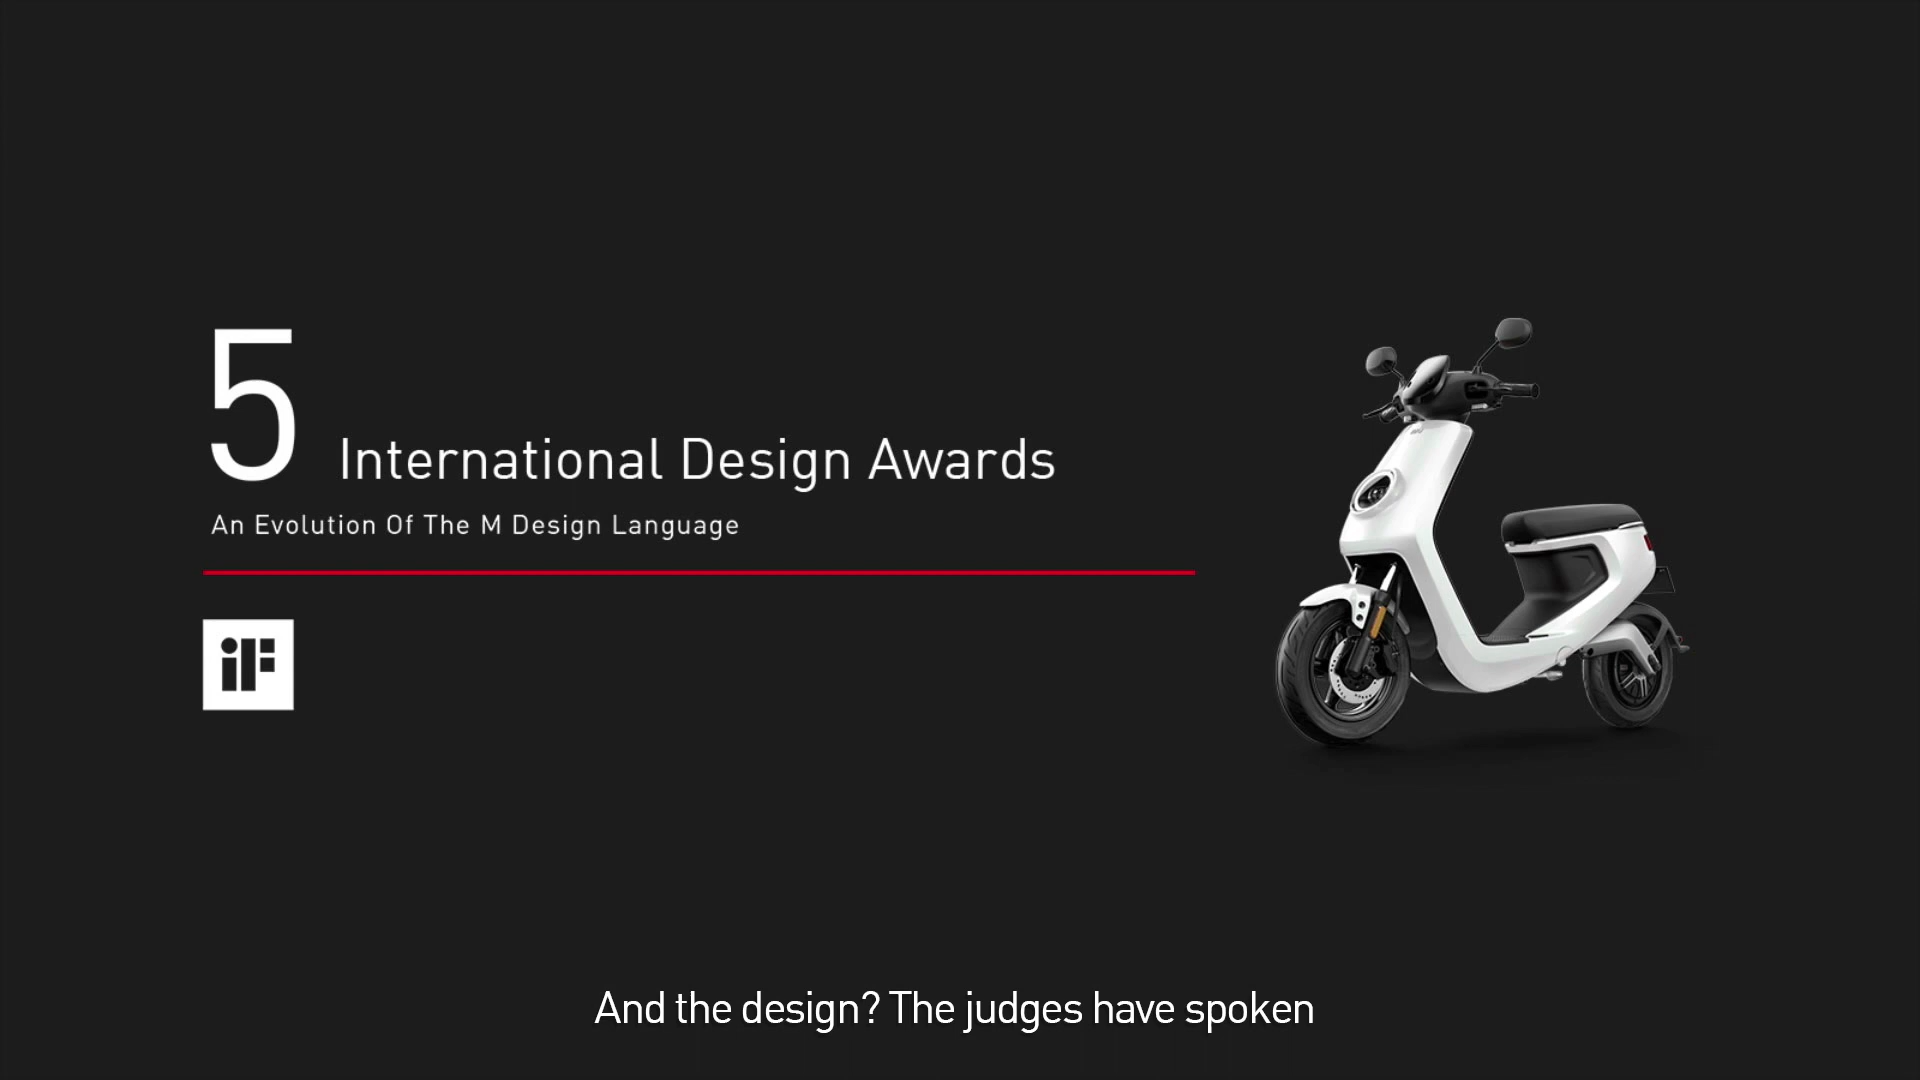 5 International Design Awards
An Evolution Of The M Design Language
iF
And the design? The judges have spoken